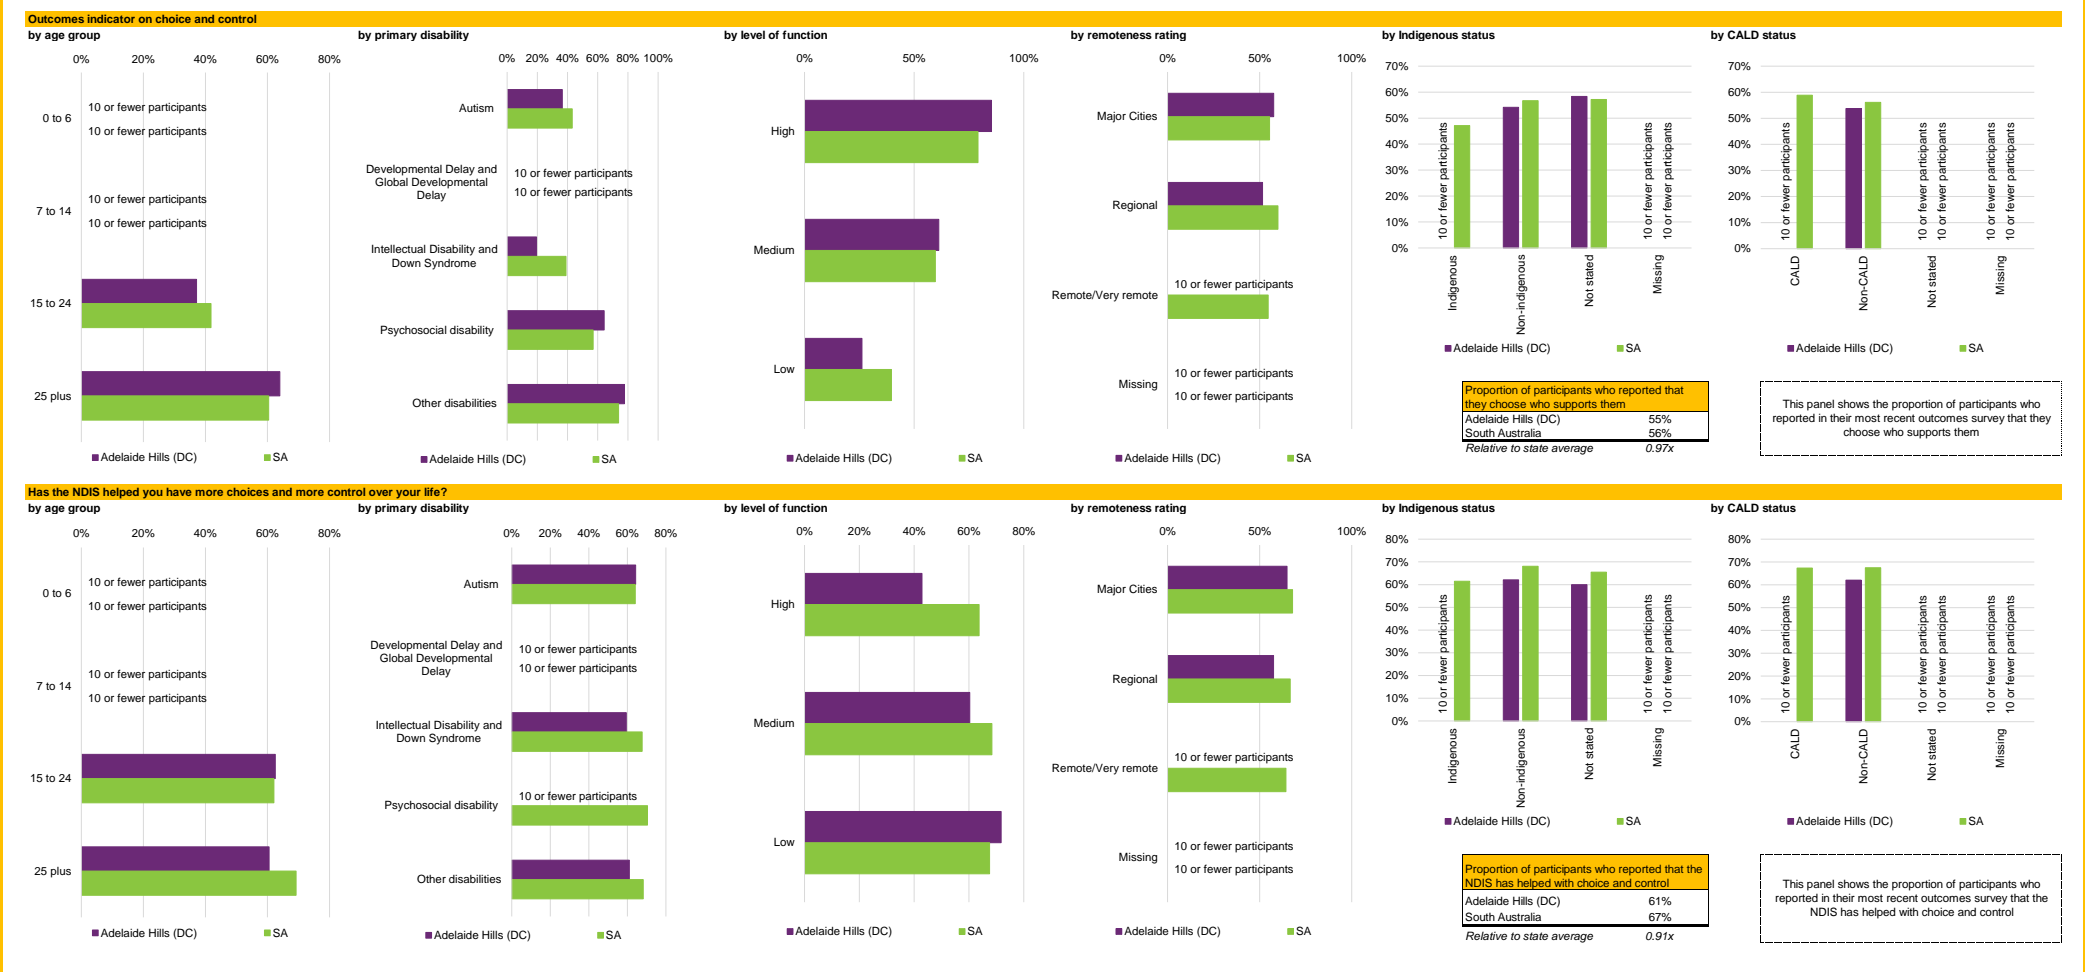 Outcomes indicator on choice and control
by age group
0% 20% 40% 60% 80%
0 to 6
10 or fewer participants
10 or fewer participants
7 to 14
10 or fewer participants
10 or fewer participants
15 to 24
25 plus
Adelaide Hills (DC) SA
by primary disability
0% 20% 40% 60% 80% 100%
Autism
Developmental Delay and
Global Developmental
Delay
10 or fewer participants
10 or fewer participants
Intellectual Disability and
Down Syndrome
Psychosocial disability
Other disabilities
Adelaide Hills (DC) SA
by level of function
0% 50% 100%
High
Medium
Low
Adelaide Hills (DC) SA
by remoteness rating
0% 50% 100%
Major Cities
Regional
Remote/Very remote
10 or fewer participants
Missing
10 or fewer participants
10 or fewer participants
Adelaide Hills (DC) SA
by Indigenous status
70%
60%
50%
40%
30%
20%
10%
0%
10 or fewer participants
10 or fewer participants
10 or fewer participants
Indigenous
Non-indigenous
Not stated
Missing
Adelaide Hills (DC) SA
by CALD status
70%
60%
50%
40%
30%
20%
10%
0%
10 or fewer participants
10 or fewer participants
10 or fewer participants
10 or fewer participants
10 or fewer participants
CALD
Non-CALD
Not stated
Missing
Adelaide Hills (DC) SA
Proportion of participants who reported that
they choose who supports them
Adelaide Hills (DC) 55%
South Australia 56%
Relative to state average 0.97x
This panel shows the proportion of participants who
reported in their most recent outcomes survey that they
choose who supports them
Has the NDIS helped you have more choices and more control over your life?
by age group
0% 20% 40% 60% 80%
0 to 6
10 or fewer participants
10 or fewer participants
7 to 14
10 or fewer participants
10 or fewer participants
15 to 24
25 plus
Adelaide Hills (DC) SA
by primary disability
0% 20% 40% 60% 80%
Autism
Developmental Delay and
Global Developmental
Delay
10 or fewer participants
10 or fewer participants
Intellectual Disability and
Down Syndrome
Psychosocial disability
10 or fewer participants
Other disabilities
Adelaide Hills (DC) SA
by level of function
0% 20% 40% 60% 80%
High
Medium
Low
Adelaide Hills (DC) SA
by remoteness rating
0% 50% 100%
Major Cities
Regional
Remote/Very remote
10 or fewer participants
Missing
10 or fewer participants
10 or fewer participants
Adelaide Hills (DC) SA
by Indigenous status
80%
70%
60%
50%
40%
30%
20%
10%
0%
10 or fewer participants
10 or fewer participants
10 or fewer participants
Indigenous
Non-indigenous
Not stated
Missing
Adelaide Hills (DC) SA
by CALD status
80%
70%
60%
50%
40%
30%
20%
10%
0%
10 or fewer participants
10 or fewer participants
10 or fewer participants
10 or fewer participants
10 or fewer participants
CALD
Non-CALD
Not stated
Missing
Adelaide Hills (DC) SA
Proportion of participants who reported that the
NDIS has helped with choice and control
Adelaide Hills (DC) 61%
South Australia 67%
Relative to state average 0.91x
This panel shows the proportion of participants who
reported in their most recent outcomes survey that the
NDIS has helped with choice and control